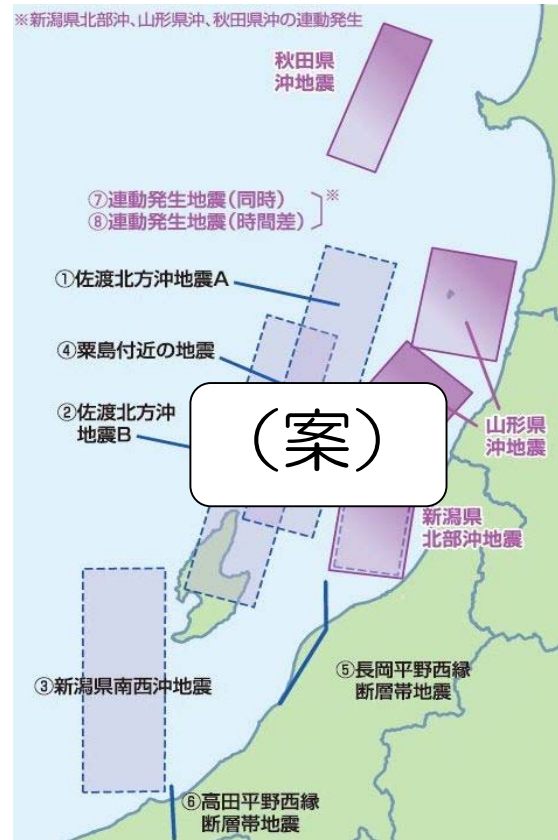 ※新潟県北部沖、山形県沖、秋田県沖の連動発生
秋田県
沖地震
⑦連動発生地震(同時)
⑧連動発生地震(時間差)
※
①佐渡北方沖地震A
④粟島付近の地震
②佐渡北方沖
地震B
(案)
山形県
沖地震
新潟県
北部沖地震
⑤長岡平野西縁
断層帯地震
③新潟県南西沖地震
⑥高田平野西縁
断層帯地震